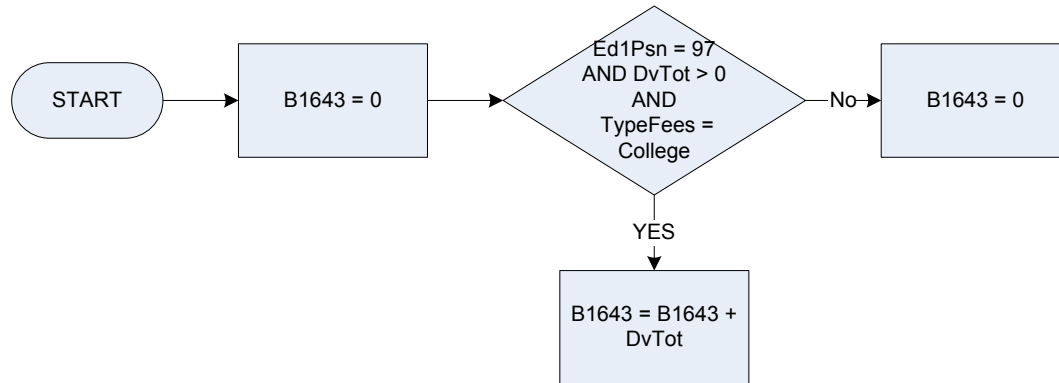 START
B1643 = 0
Ed1Psn = 97
AND DvTot > 0
AND
TypeFees =
College
No
B1643 = 0
YES
B1643 = B1643 +
DvTot